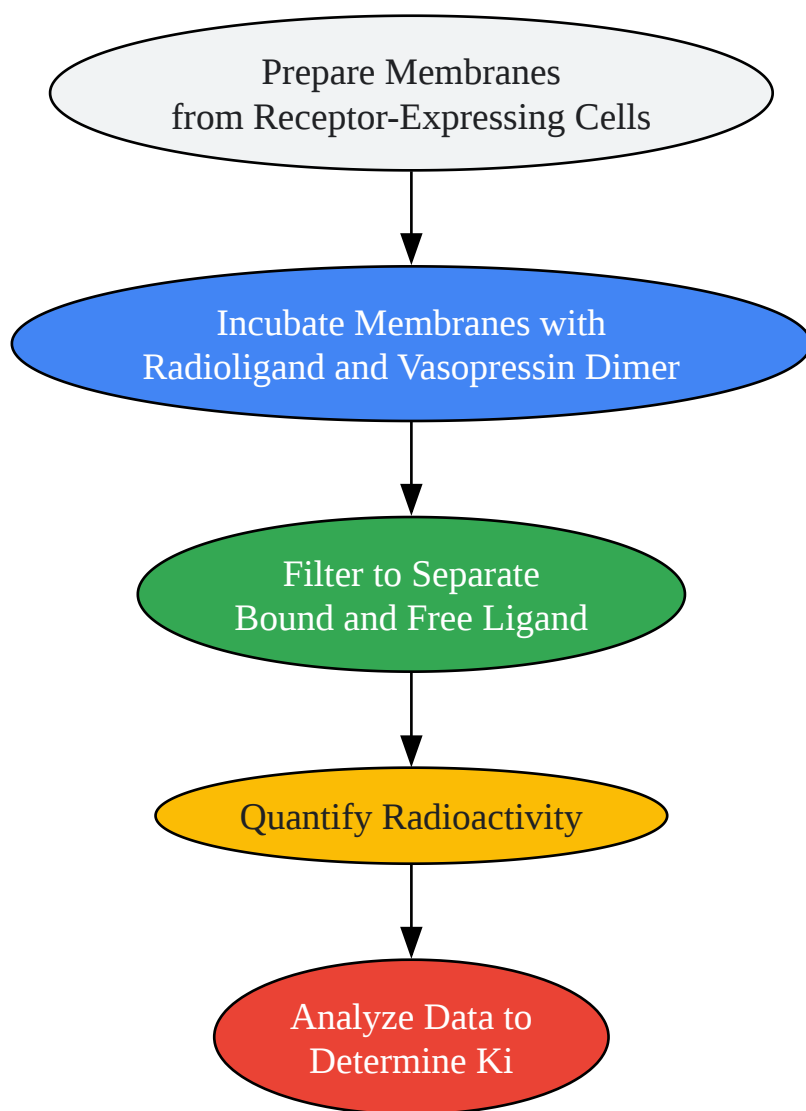 Prepare Membranes
from Receptor-Expressing Cells
Incubate Membranes with
Radioligand and Vasopressin Dimer
Filter to Separate
Bound and Free Ligand
Quantify Radioactivity
Analyze Data to
Determine Ki